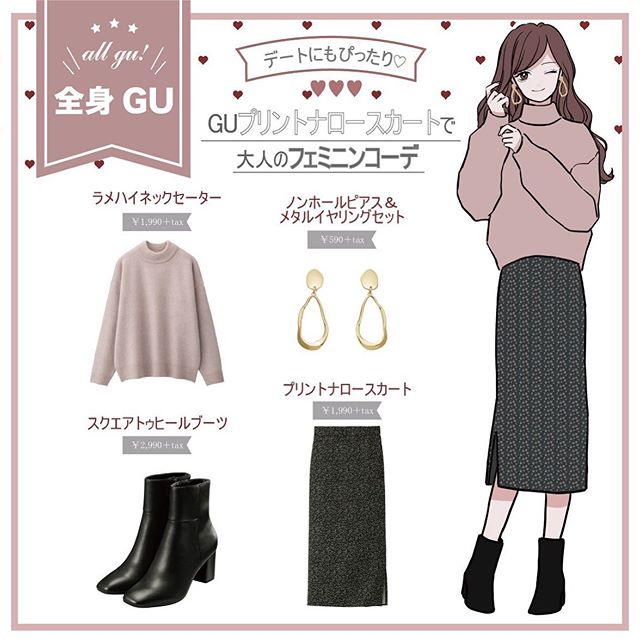 all gu!
全身 GU
デートにもぴったり♡
GUプリントナロースカートで
大人のフェミニンコーデ
ラメハイネックセーター
¥1,990+tax
ノンホールピアス&
メタルイヤリングセット
¥590+tax
スクエアトゥヒールブーツ
¥2,990+tax
プリントナロースカート
¥1,990+tax